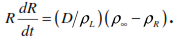 R dR/dt = (D/ρ_L)(ρ_∞ − ρ_R).